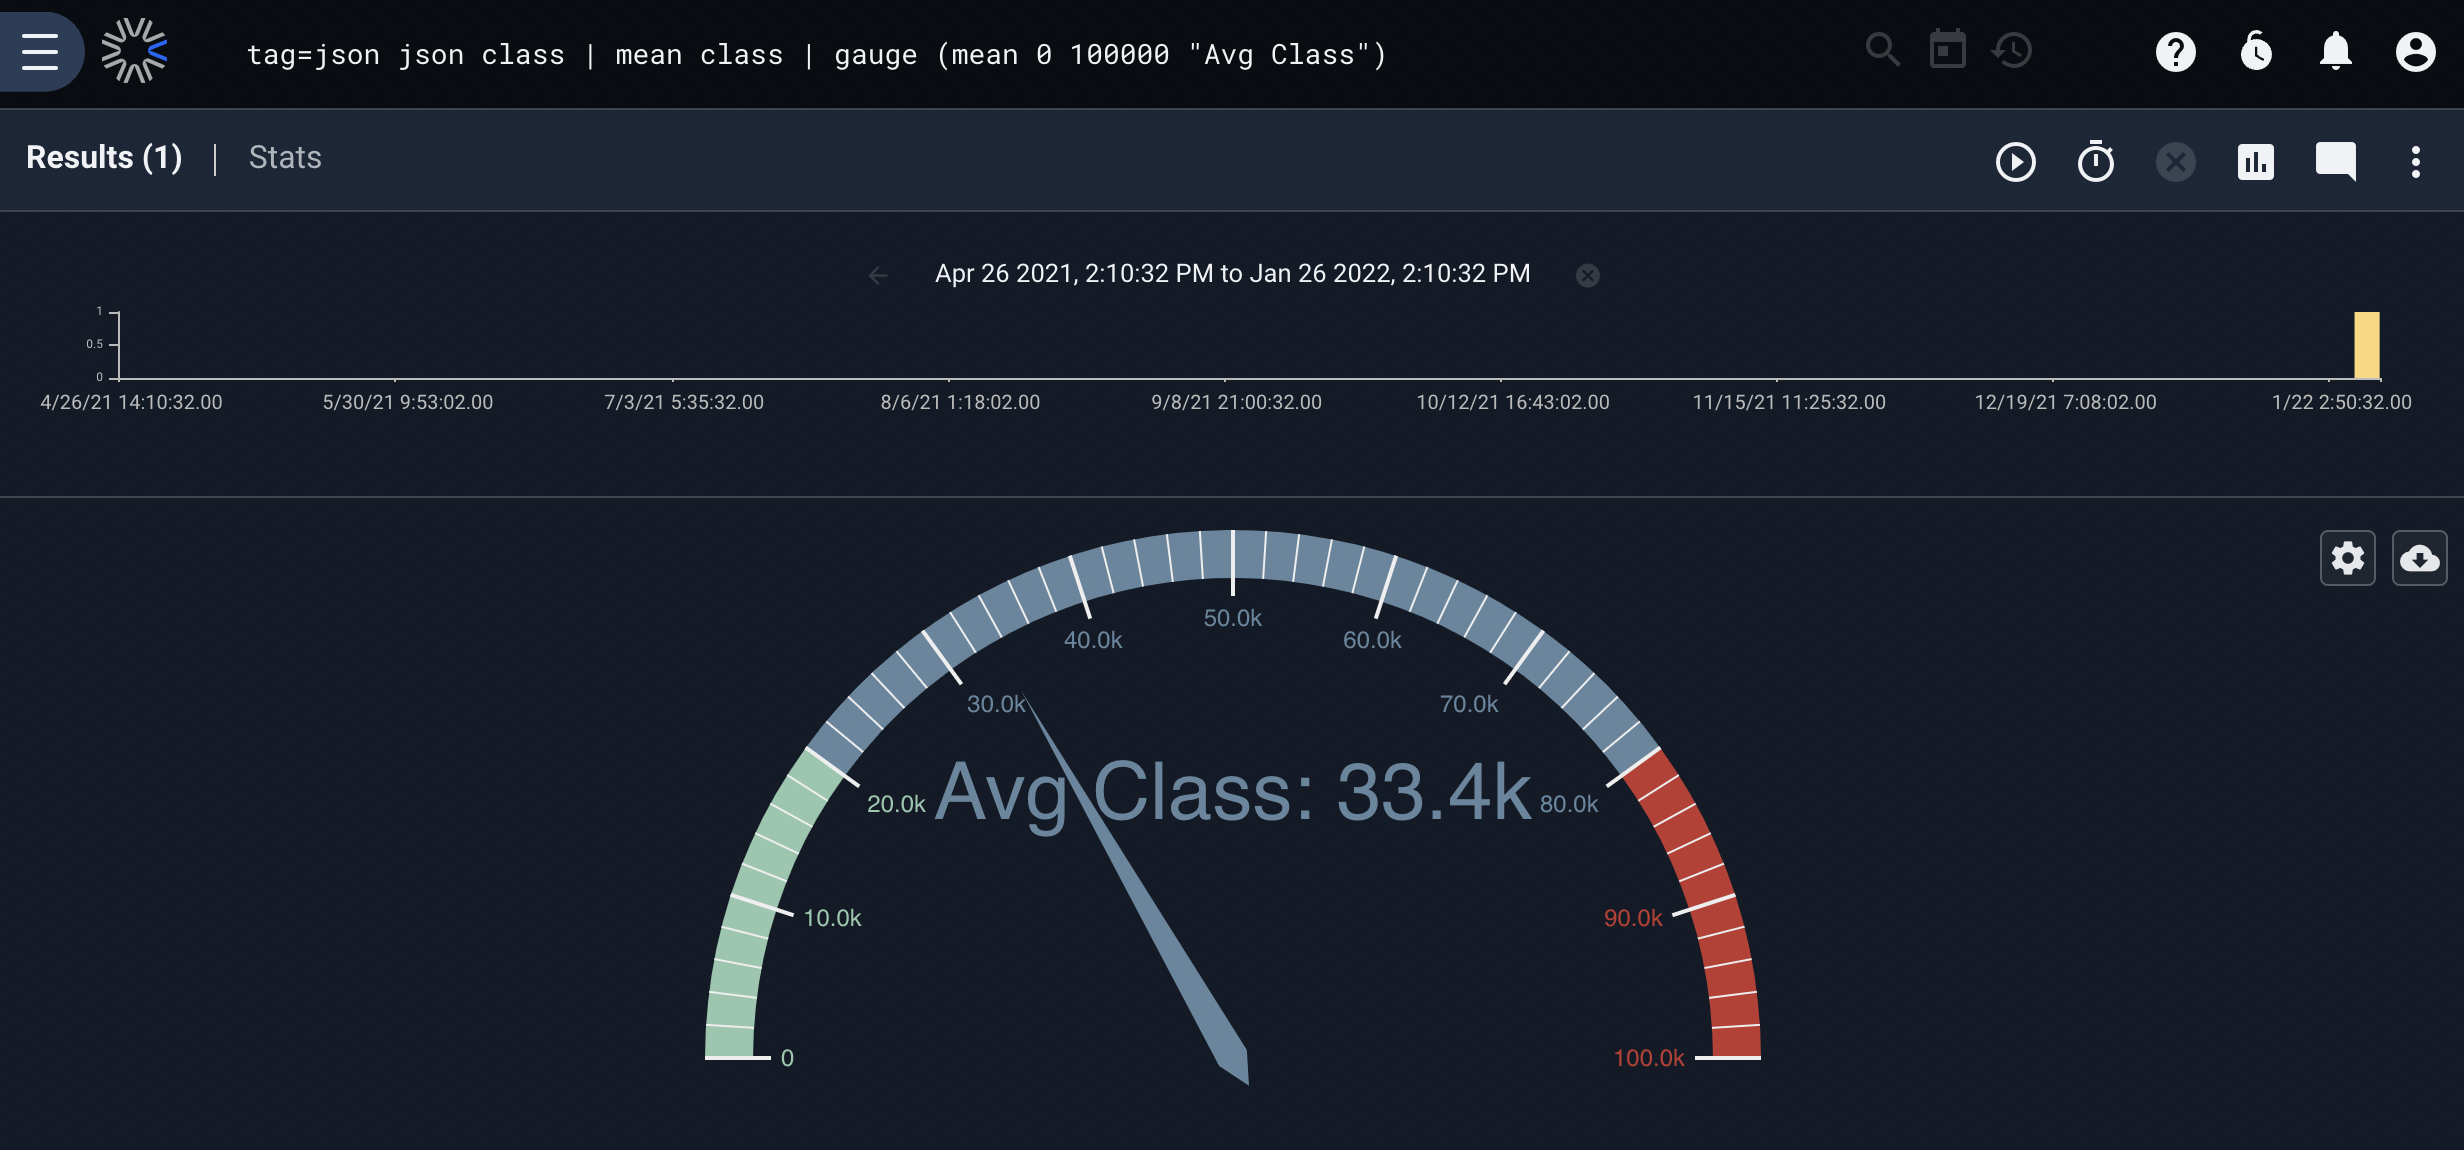 tag=json json class | mean class | gauge (mean 0 100000 "Avg Class")
Results (1) | Stats
Apr 26 2021, 2:10:32 PM to Jan 26 2022, 2:10:32 PM
1
0.5
0
4/26/21 14:10:32.00 5/30/21 9:53:02.00 7/3/21 5:35:32.00 8/6/21 1:18:02.00 9/8/21 21:00:32.00 10/12/21 16:43:02.00 11/15/21 11:25:32.00 12/19/21 7:08:02.00 1/22 2:50:32.00
50.0k
40.0k 60.0k
30.0k 70.0k
Avg Class: 33.4k
20.0k 80.0k
10.0k 90.0k
0 100.0k